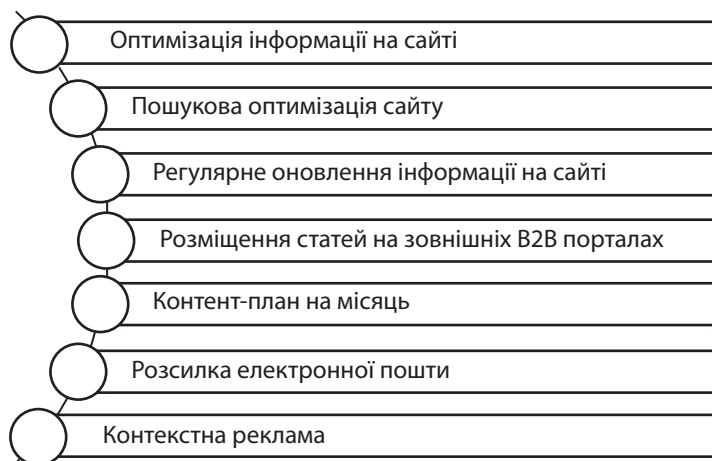 Оптимізація інформації на сайті
Пошукова оптимізація сайту
Регулярне оновлення інформації на сайті
Розміщення статей на зовнішніх B2B порталах
Контент-план на місяць
Розсилка електронної пошти
Контекстна реклама